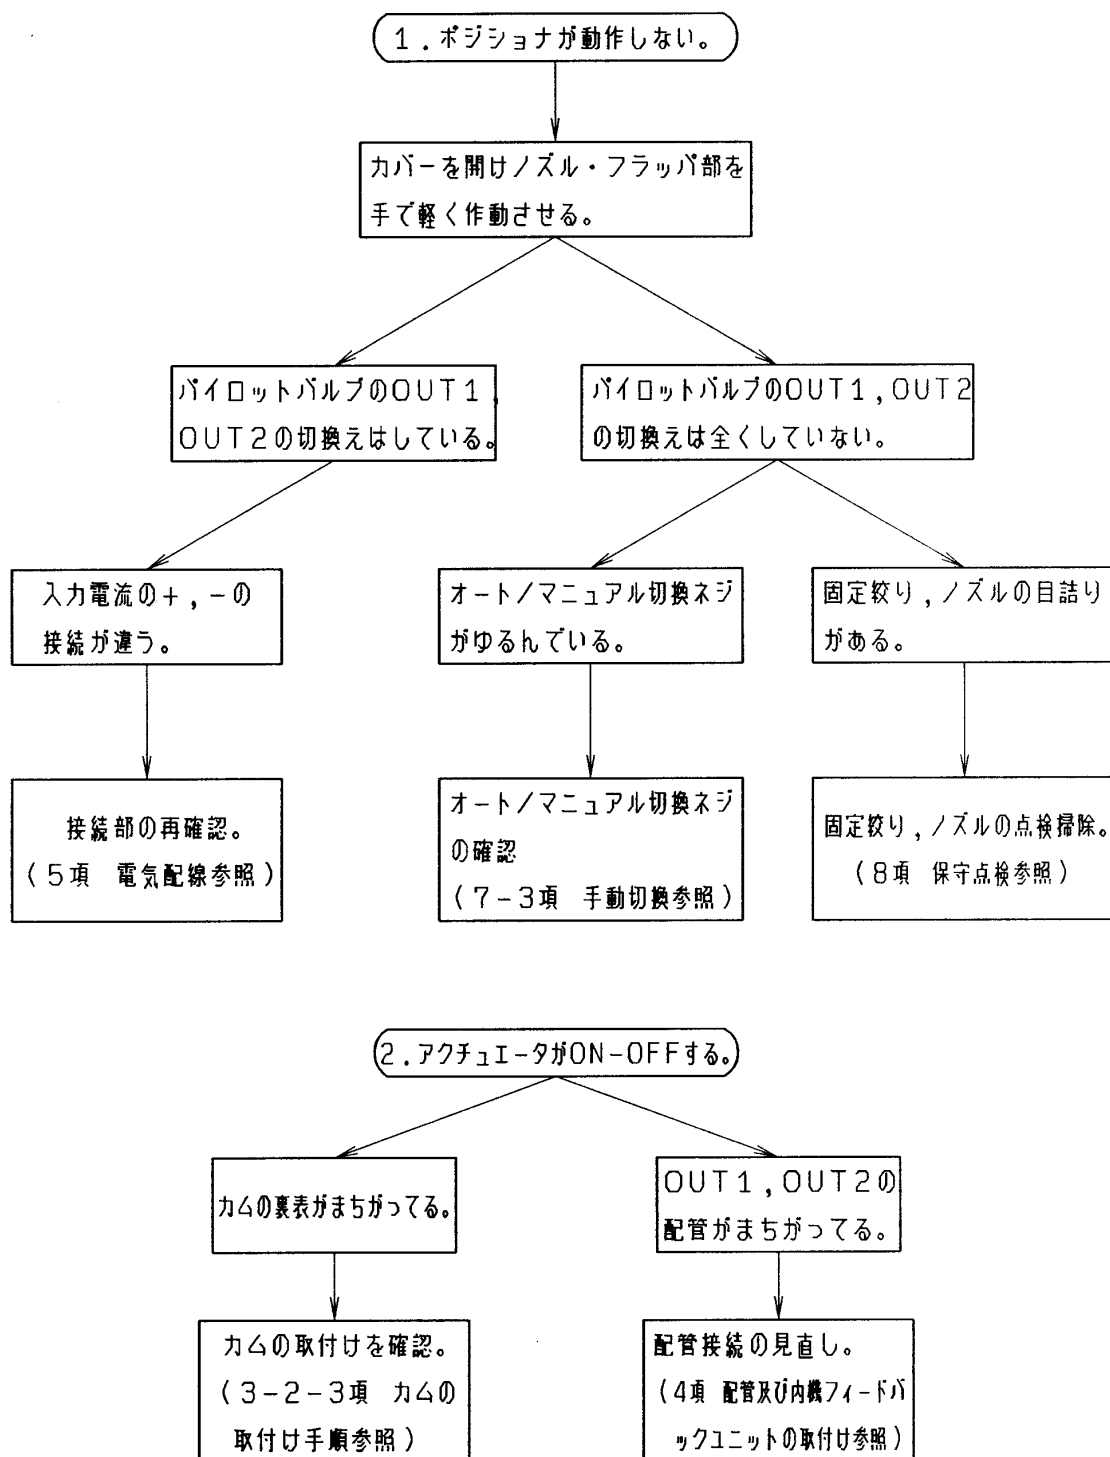 1.ポジショナが動作しない。
カバーを開けノズル・フラッパ部を
手で軽く作動させる。
パイロットバルブのOUT1,
OUT2の切換えはしている。
パイロットバルブのOUT1,OUT2
の切換えは全くしていない。
入力電流の+,-の
接続が違う。
オート/マニュアル切換ネジ
がゆるんでいる。
固定絞り,ノズルの目詰り
がある。
接続部の再確認。
(5項 電気配線参照)
オート/マニュアル切換ネジ
の確認
(7-3項 手動切換参照)
固定絞り,ノズルの点検掃除。
(8項 保守点検参照)
2.アクチュエータがON-OFFする。
カムの裏表がまちがってる。
OUT1,OUT2の
配管がまちがってる。
カムの取付けを確認。
(3-2-3項 カムの
取付け手順参照)
配管接続の見直し。
(4項 配管及び内機フィードバ
ックユニットの取付け参照)